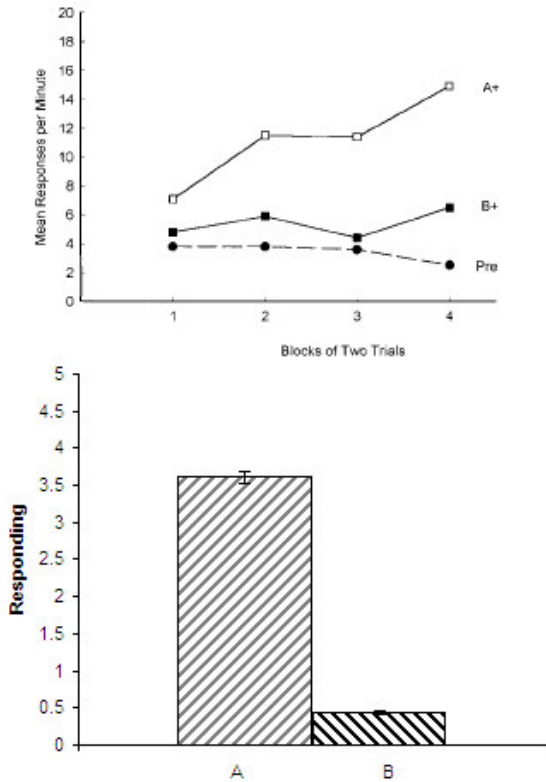 20
18
16
14
12
10
8
6
4
2
0
Mean Responses per Minute
A+
B+
Pre
1 2 3 4
Blocks of Two Trials
5
4.5
4
3.5
3
2.5
2
1.5
1
0.5
0
Responding
A B